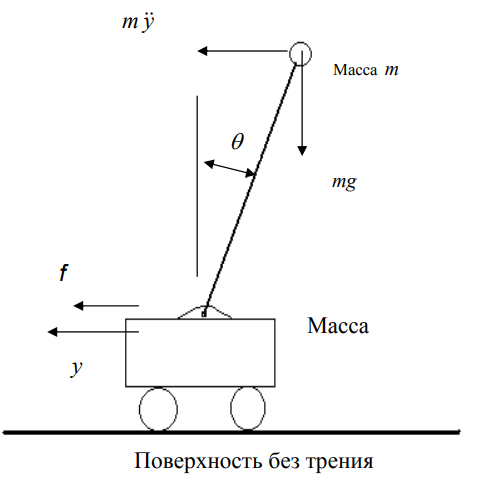 m ÿ
Масса m
θ
mg
f
Масса
y
Поверхность без трения